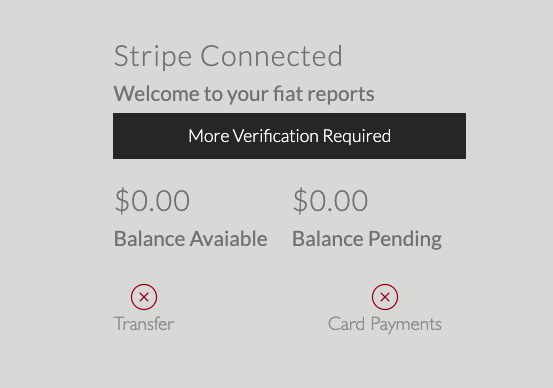 Stripe Connected
Welcome to your fiat reports
More Verification Required
$0.00 $0.00
Balance Avaiable Balance Pending
Transfer Card Payments